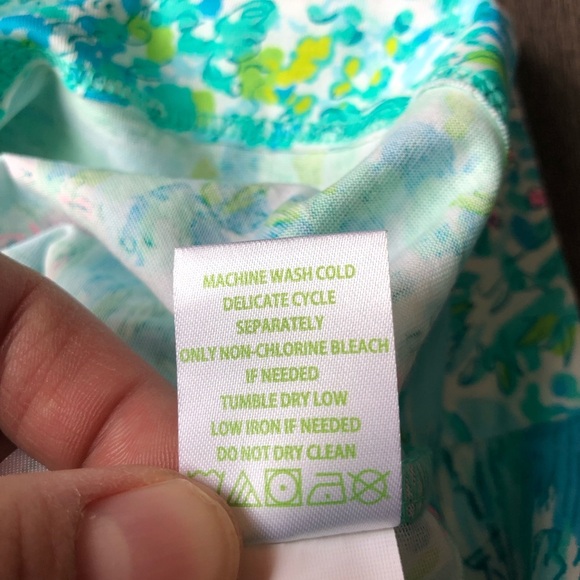 MACHINE WASH COLD
DELICATE CYCLE
SEPARATELY
ONLY NON-CHLORINE BLEACH
IF NEEDED
TUMBLE DRY LOW
LOW IRON IF NEEDED
DO NOT DRY CLEAN